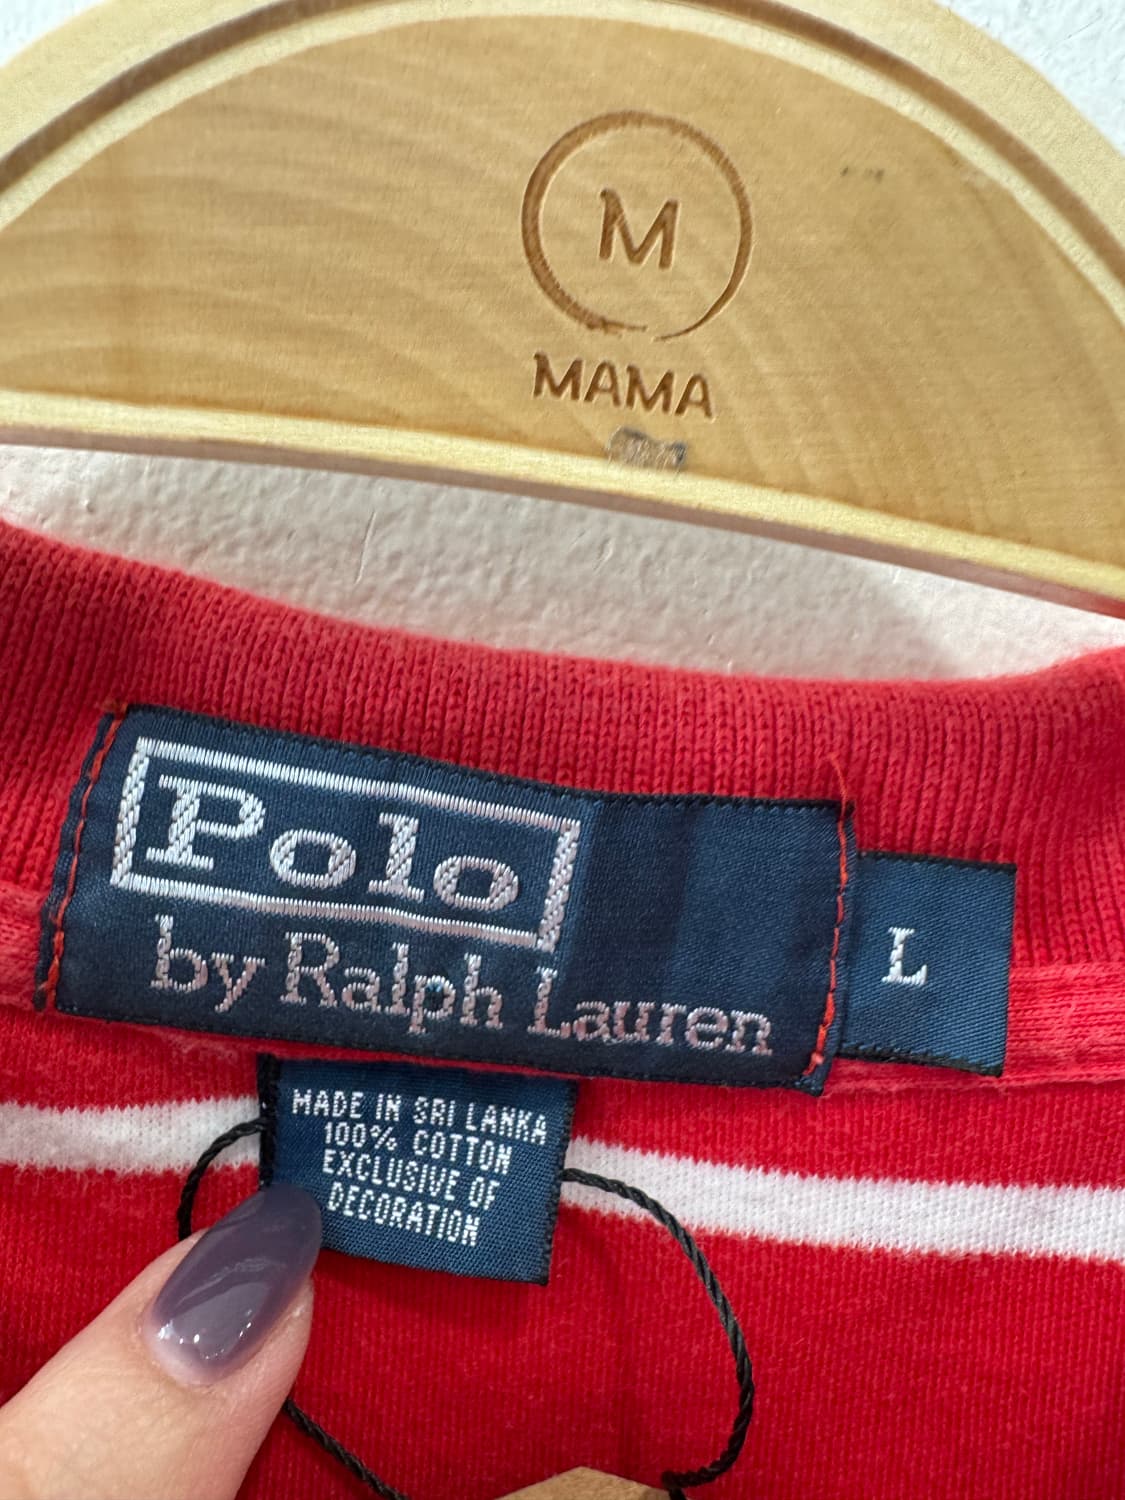 M
MAMA
Polo
by Ralph Lauren
L
MADE IN SRI LANKA
100% COTTON
EXCLUSIVE OF
DECORATION